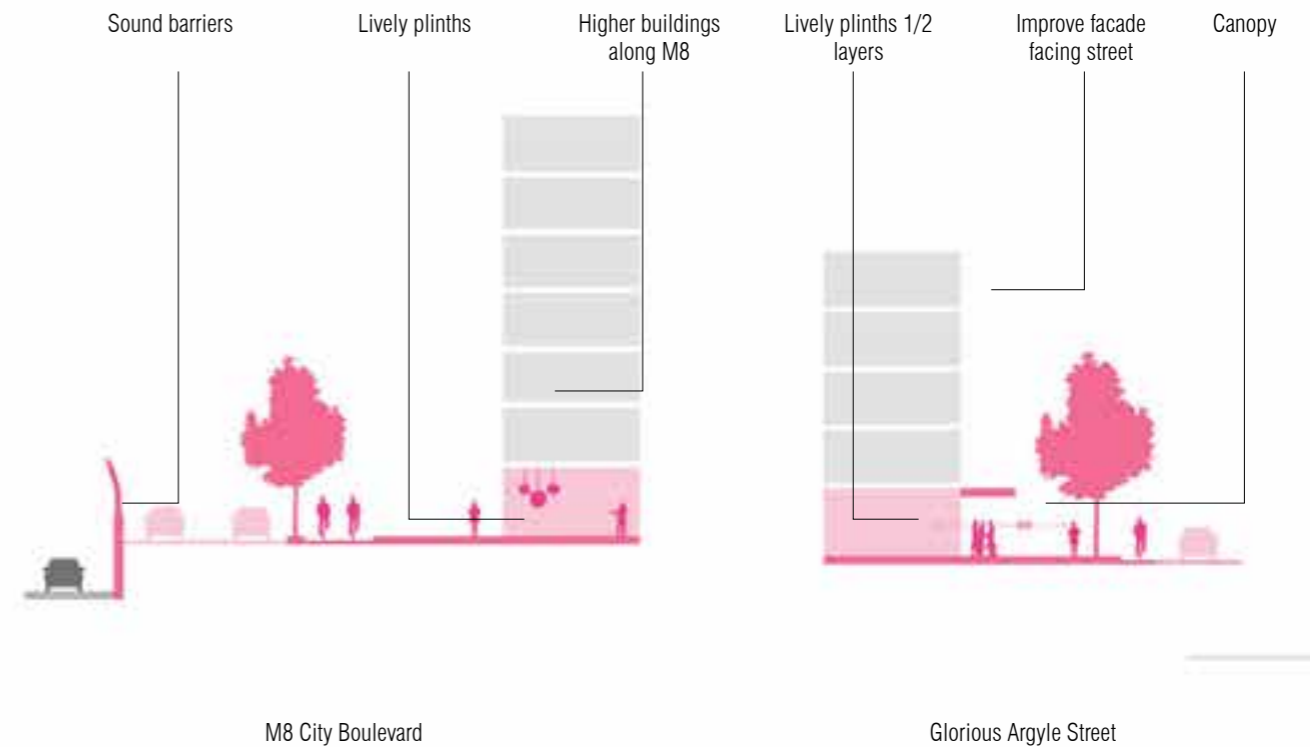 Sound barriers
Lively plinths
Higher buildings
along M8
Lively plinths 1/2
layers
Improve facade
facing street
Canopy
M8 City Boulevard
Glorious Argyle Street